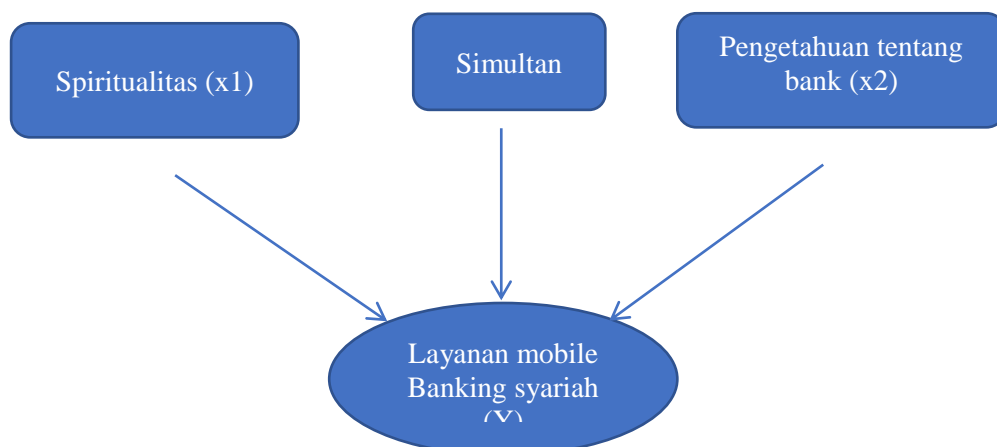 Spiritualitas (x1)
Simultan
Pengetahuan tentang
bank (x2)
Layanan mobile
Banking syariah
(Y)